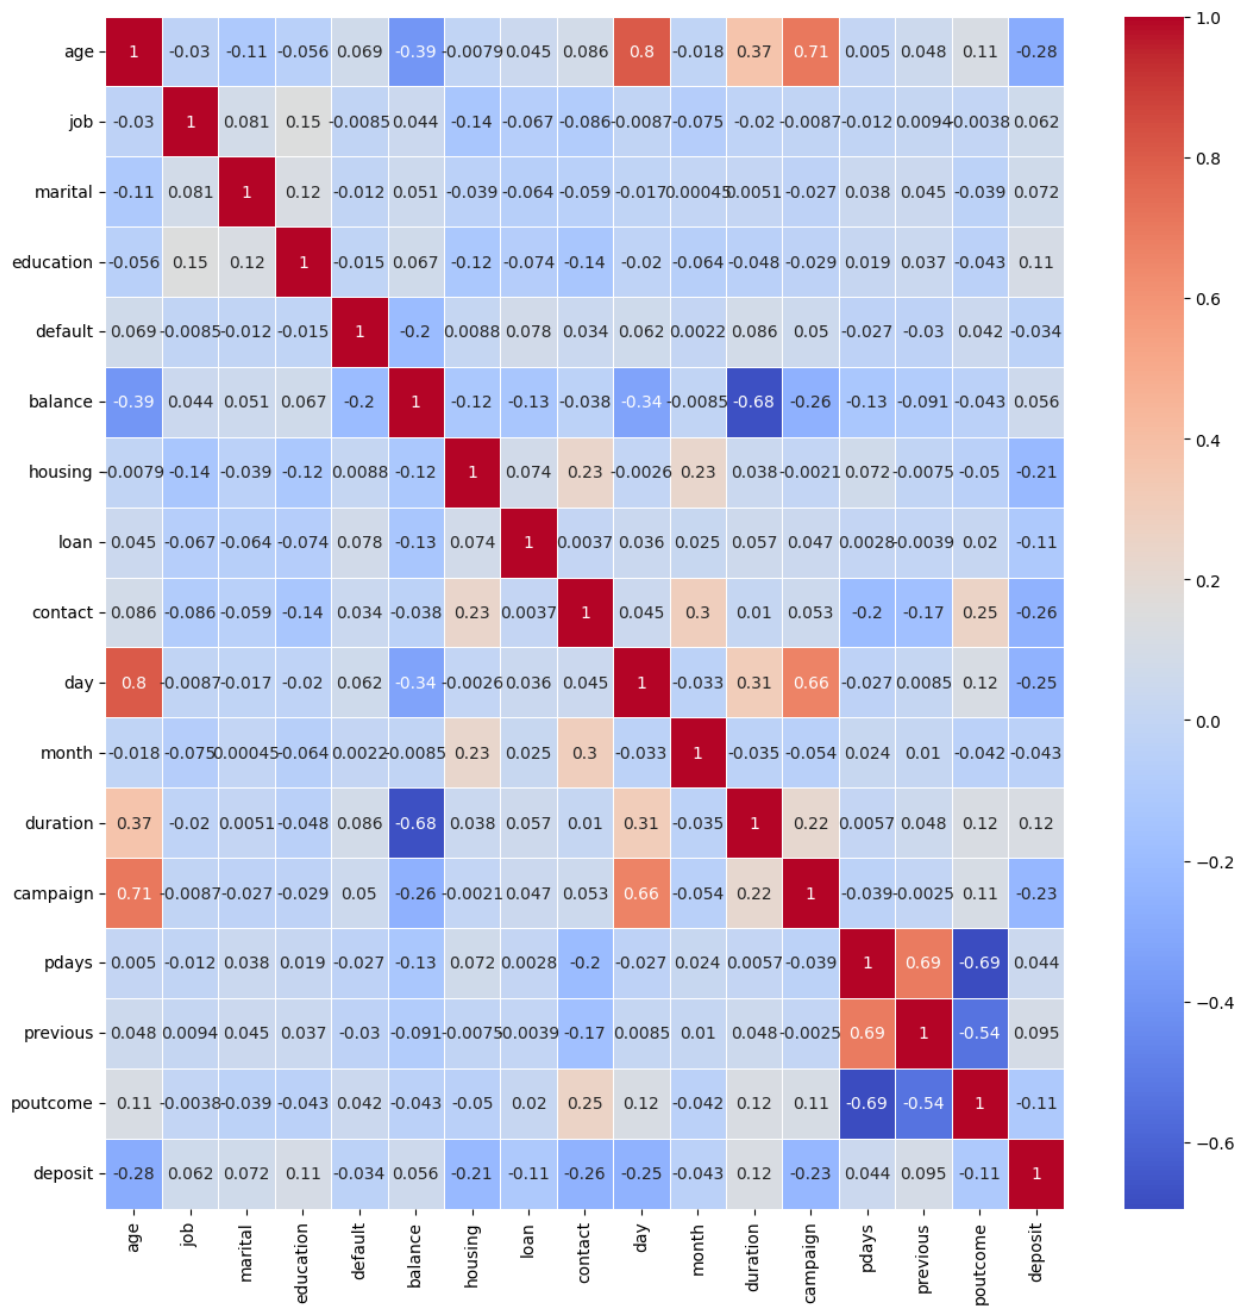 age 1 -0.03 -0.11 -0.056 0.069 -0.39 -0.0079 0.045 0.086 0.8 -0.018 0.37 0.71 0.005 0.048 0.11 -0.28
job -0.03 1 0.081 0.15 -0.0085 0.044 -0.14 -0.067 -0.086 -0.0087 -0.075 -0.02 -0.0087 -0.012 0.0094 -0.0038 0.062
marital -0.11 0.081 1 0.12 -0.012 0.051 -0.039 -0.064 -0.059 -0.017 0.00045 0.0051 -0.027 0.038 0.045 -0.039 0.072
education -0.056 0.15 0.12 1 -0.015 0.067 -0.12 -0.074 -0.14 -0.02 -0.064 -0.048 -0.029 0.019 0.037 -0.043 0.11
default 0.069 -0.0085 -0.012 -0.015 1 -0.2 0.0088 0.078 0.034 0.062 0.0022 0.086 0.05 -0.027 -0.03 0.042 -0.034
balance -0.39 0.044 0.051 0.067 -0.2 1 -0.12 -0.13 -0.038 -0.34 -0.0085 -0.68 -0.26 -0.13 -0.091 -0.043 0.056
housing -0.0079 -0.14 -0.039 -0.12 0.0088 -0.12 1 0.074 0.23 -0.0026 0.23 0.038 -0.0021 0.072 -0.0075 -0.05 -0.21
loan 0.045 -0.067 -0.064 -0.074 0.078 -0.13 0.074 1 0.0037 0.036 0.025 0.057 0.047 0.0028 -0.0039 0.02 -0.11
contact 0.086 -0.086 -0.059 -0.14 0.034 -0.038 0.23 0.0037 1 0.045 0.3 0.01 0.053 -0.2 -0.17 0.25 -0.26
day 0.8 -0.0087 -0.017 -0.02 0.062 -0.34 -0.0026 0.036 0.045 1 -0.033 0.31 0.66 -0.027 0.0085 0.12 -0.25
month -0.018 -0.075 0.00045 -0.064 0.0022 -0.0085 0.23 0.025 0.3 -0.033 1 -0.035 -0.054 0.024 0.01 -0.042 -0.043
duration 0.37 -0.02 0.0051 -0.048 0.086 -0.68 0.038 0.057 0.01 0.31 -0.035 1 0.22 0.0057 0.048 0.12 0.12
campaign 0.71 -0.0087 -0.027 -0.029 0.05 -0.26 -0.0021 0.047 0.053 0.66 -0.054 0.22 1 -0.039 -0.0025 0.11 -0.23
pdays 0.005 -0.012 0.038 0.019 -0.027 -0.13 0.072 0.0028 -0.2 -0.027 0.024 0.0057 -0.039 1 0.69 -0.69 0.044
previous 0.048 0.0094 0.045 0.037 -0.03 -0.091 -0.0075 -0.0039 -0.17 0.0085 0.01 0.048 -0.0025 0.69 1 -0.54 0.095
poutcome 0.11 -0.0038 -0.039 -0.043 0.042 -0.043 -0.05 0.02 0.25 0.12 -0.042 0.12 0.11 -0.69 -0.54 1 -0.11
deposit -0.28 0.062 0.072 0.11 -0.034 0.056 -0.21 -0.11 -0.26 -0.25 -0.043 0.12 -0.23 0.044 0.095 -0.11 1
age job marital education default balance housing loan contact day month duration campaign pdays previous poutcome deposit
1.0
0.8
0.6
0.4
0.2
0.0
−0.2
−0.4
−0.6